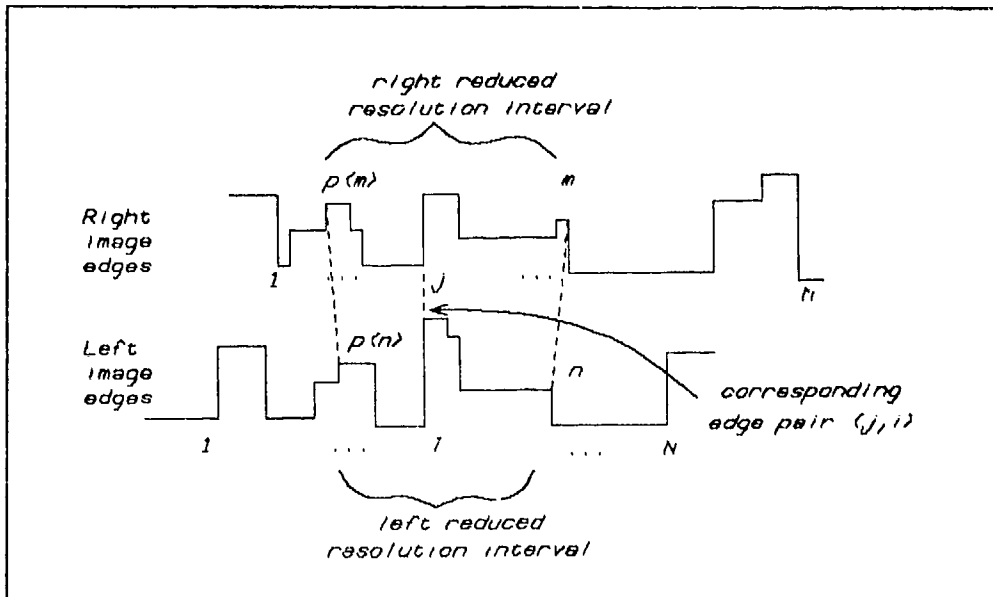 right reduced
resolution interval
p(m)
m
Right
image
edges
1
...
j
...
M
Left
image
edges
p(n)
n
corresponding
edge pair (j,i)
1
...
i
...
N
left reduced
resolution interval